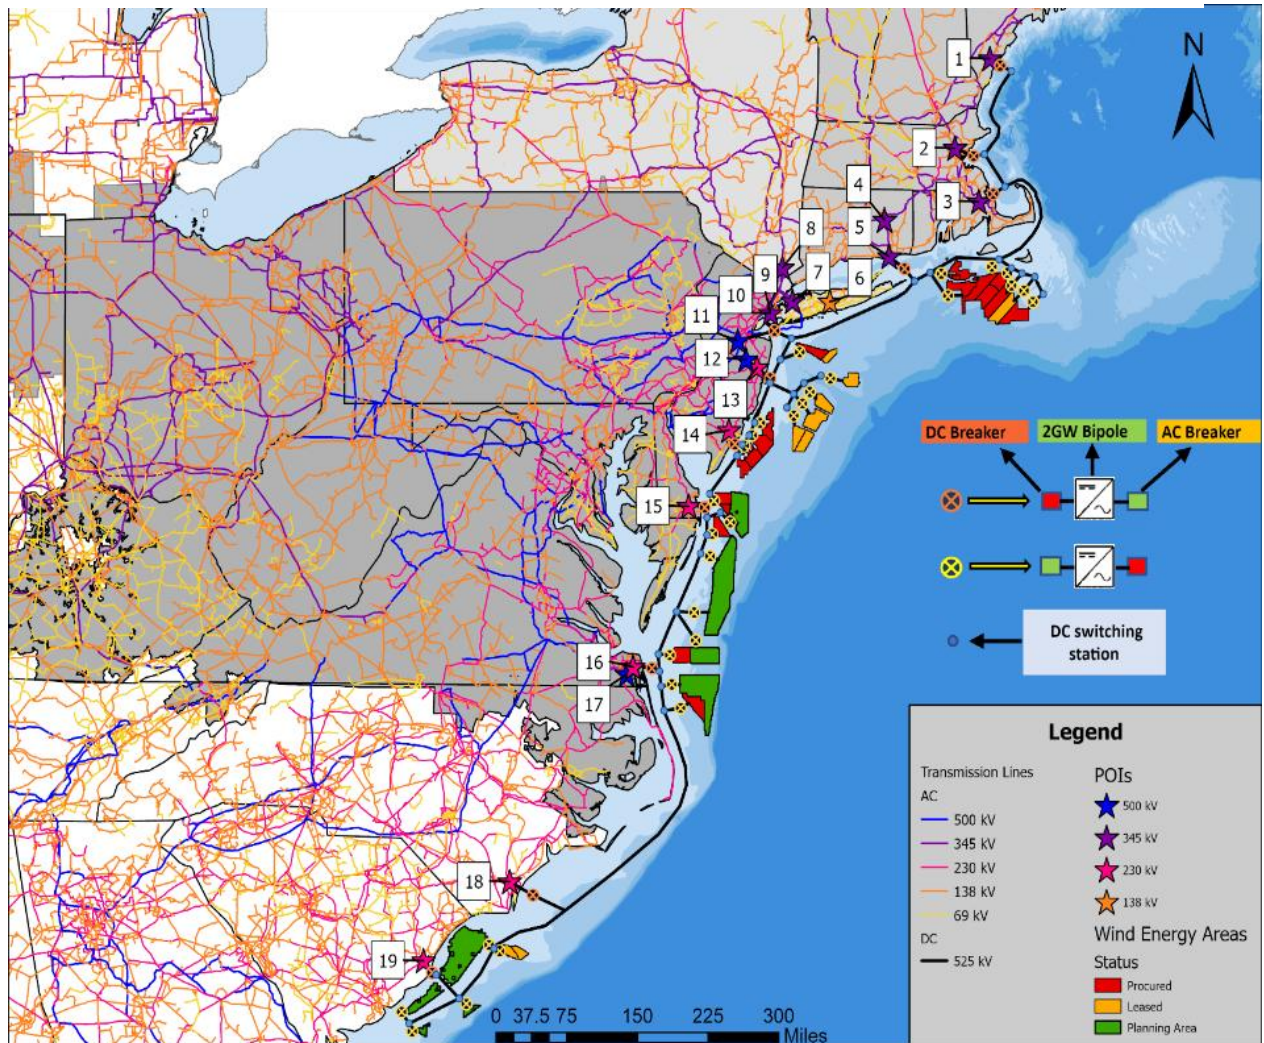 N
1
2
3
4
5
6
7
8
9
10
11
12
13
14
15
16
17
18
19
DC Breaker
2GW Bipole
AC Breaker
DC switching
station
Legend
Transmission Lines
AC
500 kV
345 kV
230 kV
138 kV
69 kV
DC
525 kV
POIs
500 kV
345 kV
230 kV
138 kV
Wind Energy Areas
Status
Procured
Leased
Planning Area
0 37.5 75 150 225 300
Miles